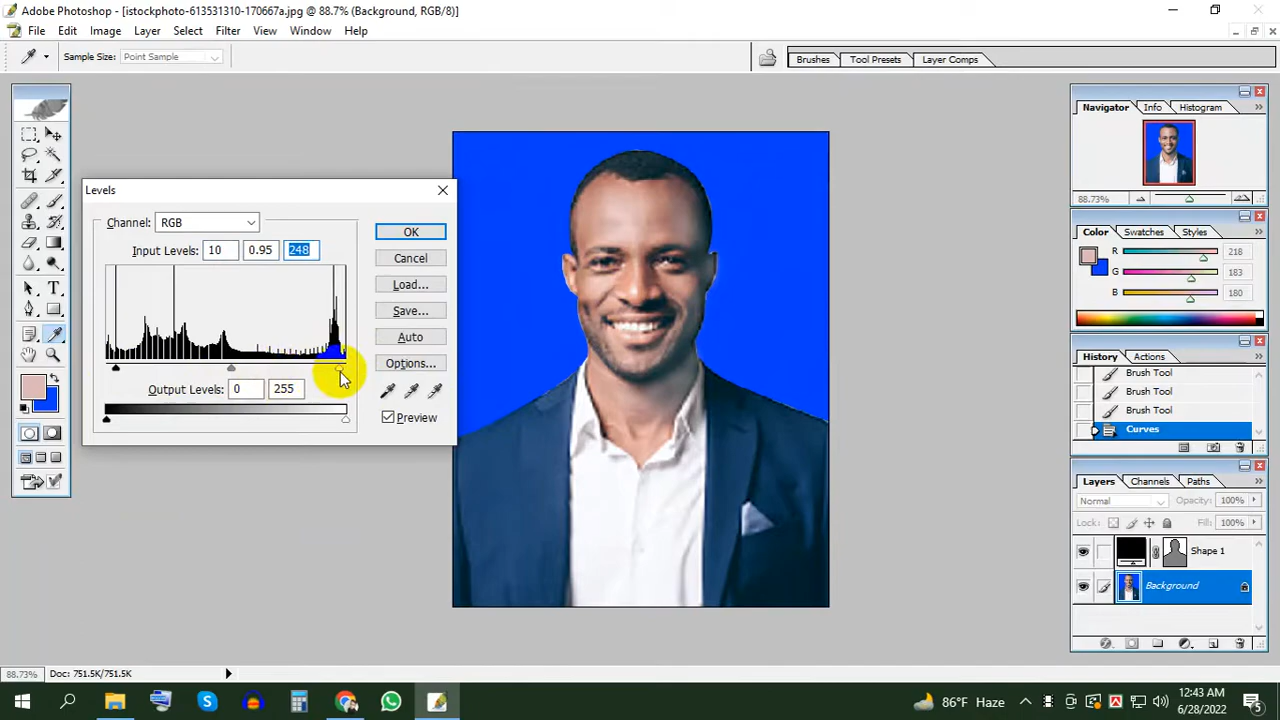 Adobe Photoshop - [istockphoto-613531310-170667a.jpg @ 88.7% (Background, RGB/8)]
File Edit Image Layer Select Filter View Window Help
Sample Size: Point Sample
Brushes Tool Presets Layer Comps
Navigator Info Histogram
88.73%
Levels
Channel: RGB
Input Levels: 10 0.95 248
Output Levels: 0 255
OK
Cancel
Load...
Save...
Auto
Options...
Preview
Color Swatches Styles
R 218
G 183
B 180
History Actions
Brush Tool
Brush Tool
Brush Tool
Curves
Layers Channels Paths
Normal Opacity: 100%
Lock: Fill: 100%
Shape 1
Background
88.73% Doc: 751.5K/751.5K
86°F Haze
12:43 AM
6/28/2022
5